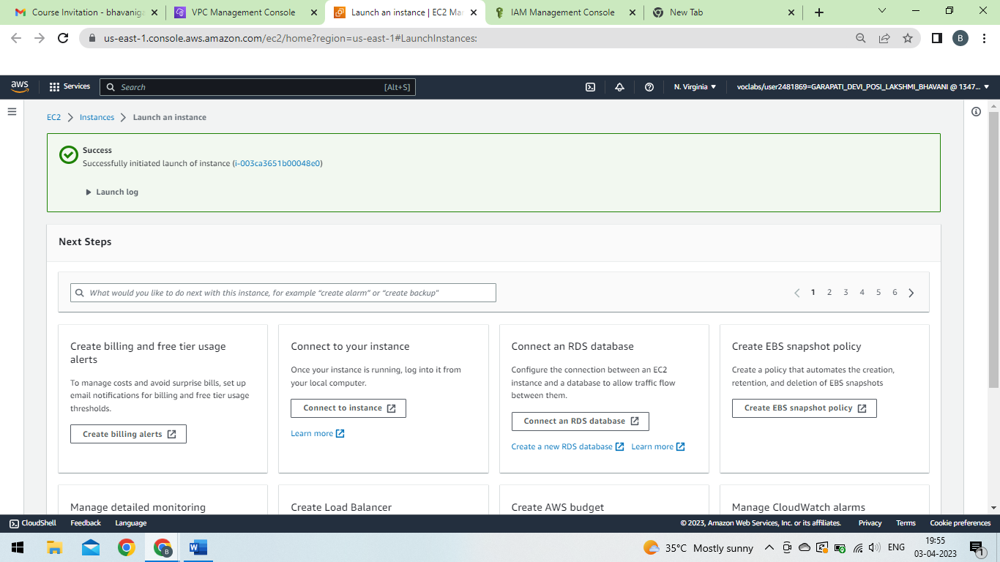 Course Invitation - bhavaniga
VPC Management Console
Launch an instance | EC2 Mar
IAM Management Console
New Tab
us-east-1.console.aws.amazon.com/ec2/home?region=us-east-1#LaunchInstances:
B
aws
Services
Search
[Alt+S]
N. Virginia
voclabs/user2481869=GARAPATI_DEVI_POSI_LAKSHMI_BHAVANI @ 1347...
EC2
Instances
Launch an instance
Success
Successfully initiated launch of instance (i-003ca3651b00048e0)
Launch log
Next Steps
What would you like to do next with this instance, for example “create alarm” or “create backup”
1 2 3 4 5 6
Create billing and free tier usage
alerts
To manage costs and avoid surprise bills, set up
email notifications for billing and free tier usage
thresholds.
Create billing alerts
Connect to your instance
Once your instance is running, log into it from
your local computer.
Connect to instance
Learn more
Connect an RDS database
Configure the connection between an EC2
instance and a database to allow traffic flow
between them.
Connect an RDS database
Create a new RDS database
Learn more
Create EBS snapshot policy
Create a policy that automates the creation,
retention, and deletion of EBS snapshots
Create EBS snapshot policy
Manage detailed monitoring
Create Load Balancer
Create AWS budget
Manage CloudWatch alarms
CloudShell
Feedback
Language
© 2023, Amazon Web Services, Inc. or its affiliates.
Privacy
Terms
Cookie preferences
B
W
35°C Mostly sunny
ENG
19:55
03-04-2023
1